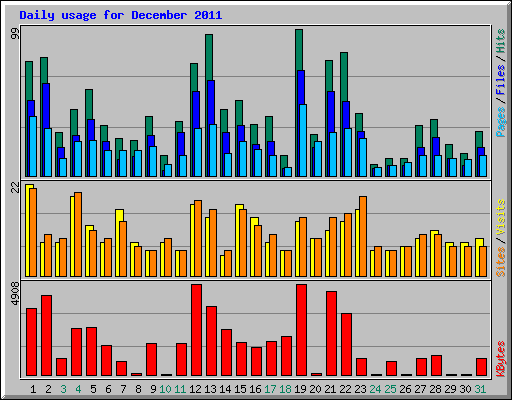 Daily usage for December 2011
99
Pages / Files / Hits
22
Sites / Visits
4908
KBytes
1 2 3 4 5 6 7 8 9 10 11 12 13 14 15 16 17 18 19 20 21 22 23 24 25 26 27 28 29 30 31